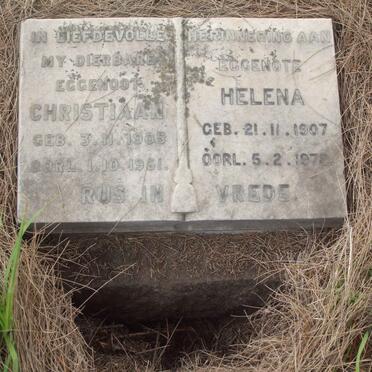 IN LIEFDEVOLLE HERINNERING AAN
MY DIERBARE
EGGENOOT
CHRISTIAAN
GEB. 3.11.
OORL. 1.10.1961.
EGGENOTE
HELENA
GEB. 21.11.1907
OORL. 5.2.1972
RUS IN VREDE